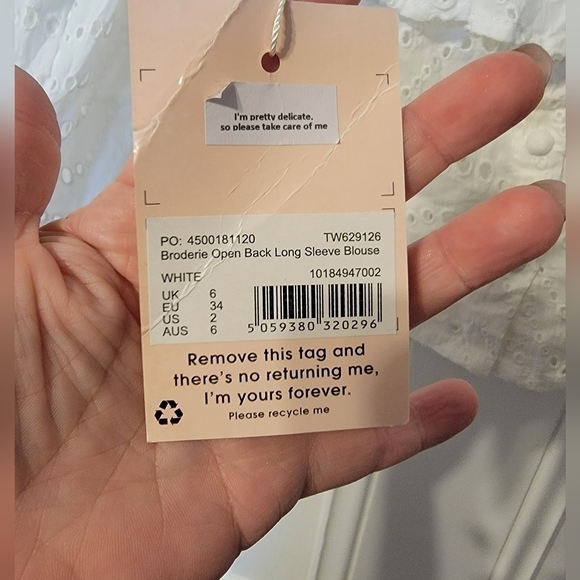 I'm pretty delicate,
so please take care of me
PO: 4500181120 TW629126
Broderie Open Back Long Sleeve Blouse
WHITE 10184947002
UK 6
EU 34
US 2
AUS 6
5 059380 320296
Remove this tag and
there's no returning me,
I'm yours forever.
Please recycle me